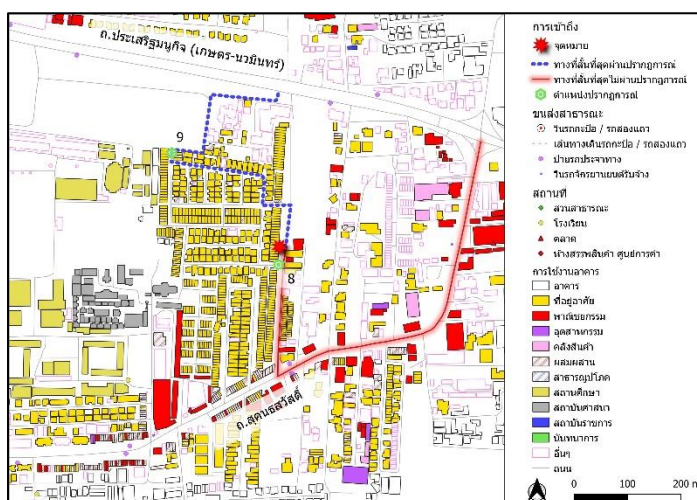 ถ.ประเสริฐมนูกิจ (เกษตร-นวมินทร์)
9
8
ถ.สุคนธสวัสดิ์
การเข้าถึง
จุดหมาย
ทางที่สั้นที่สุดผ่านปรากฏการณ์
ทางที่สั้นที่สุดไม่ผ่านปรากฏการณ์
ตำแหน่งปรากฏการณ์
ขนส่งสาธารณะ
วินรถกะป๊อ / รถสองแถว
เส้นทางเดินรถกะป๊อ / รถสองแถว
ป้ายรถประจำทาง
วินรถจักรยานยนต์รับจ้าง
สถานที่
สวนสาธารณะ
โรงเรียน
ตลาด
ห้างสรรพสินค้า ศูนย์การค้า
การใช้งานอาคาร
อาคาร
ที่อยู่อาศัย
พาณิชยกรรม
อุตสาหกรรม
คลังสินค้า
ผสมผสาน
สาธารณูปโภค
สถานศึกษา
สถาบันศาสนา
สถาบันราชการ
นันทนาการ
อื่นๆ
ถนน
0 100 200 m